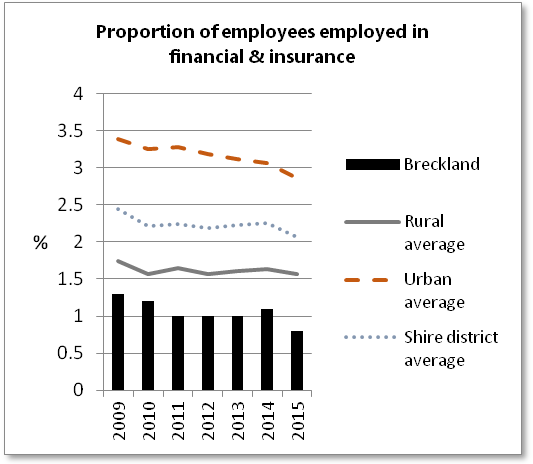 Proportion of employees employed in
financial & insurance
4
3.5
3
2.5
2
1.5
1
0.5
0
%
2009
2010
2011
2012
2013
2014
2015
Breckland
Rural
average
Urban
average
Shire district
average